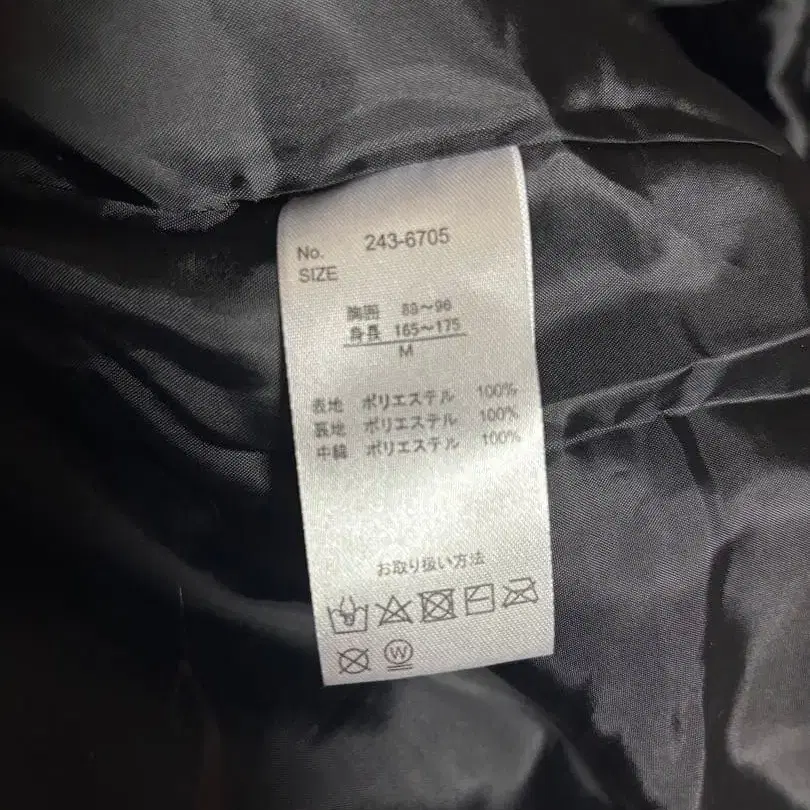 No. 243-6705
SIZE
胸囲 88～96
身長 165～175
M
表地 ポリエステル 100%
裏地 ポリエステル 100%
中綿 ポリエステル 100%
お取り扱い方法
W